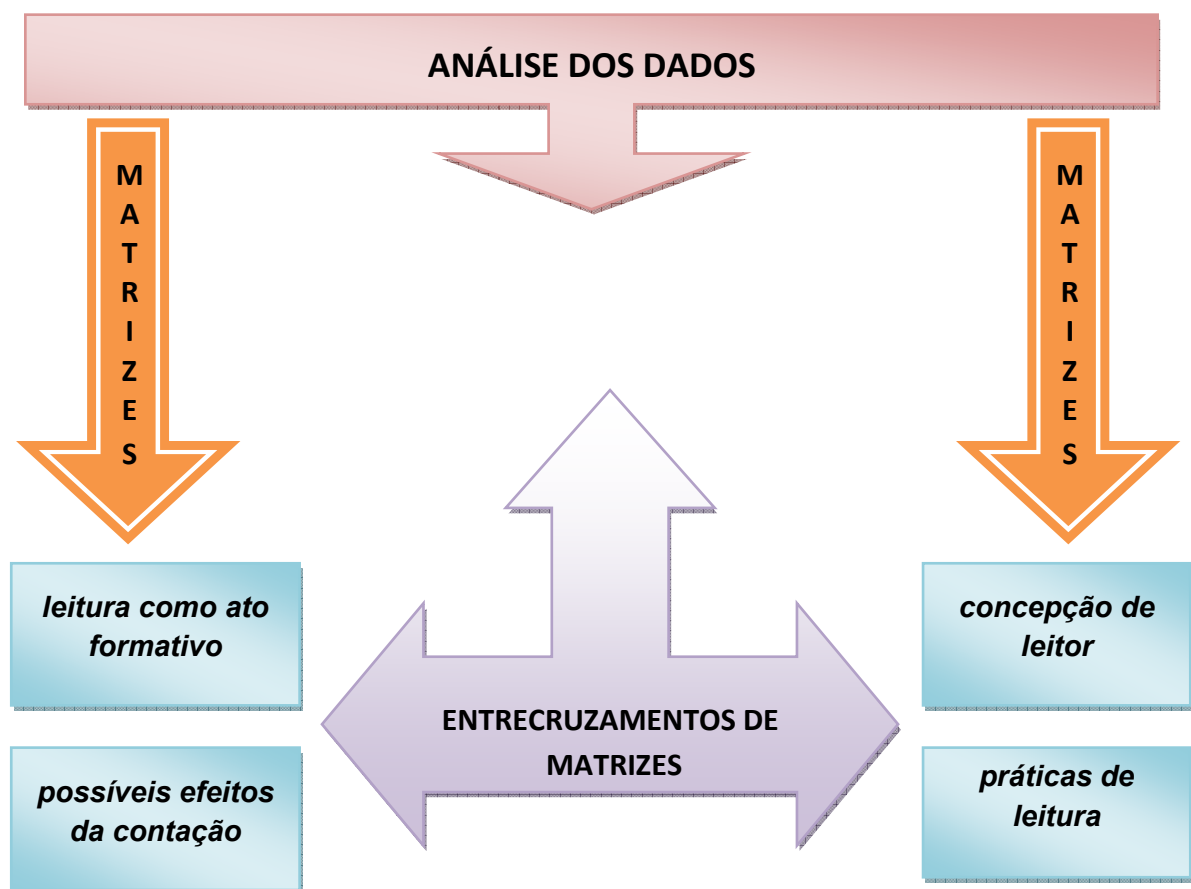 ANÁLISE DOS DADOS
M
A
T
R
I
Z
E
S
M
A
T
R
I
Z
E
S
leitura como ato
formativo
concepção de
leitor
ENTRECRUZAMENTOS DE
MATRIZES
possíveis efeitos
da contação
práticas de
leitura